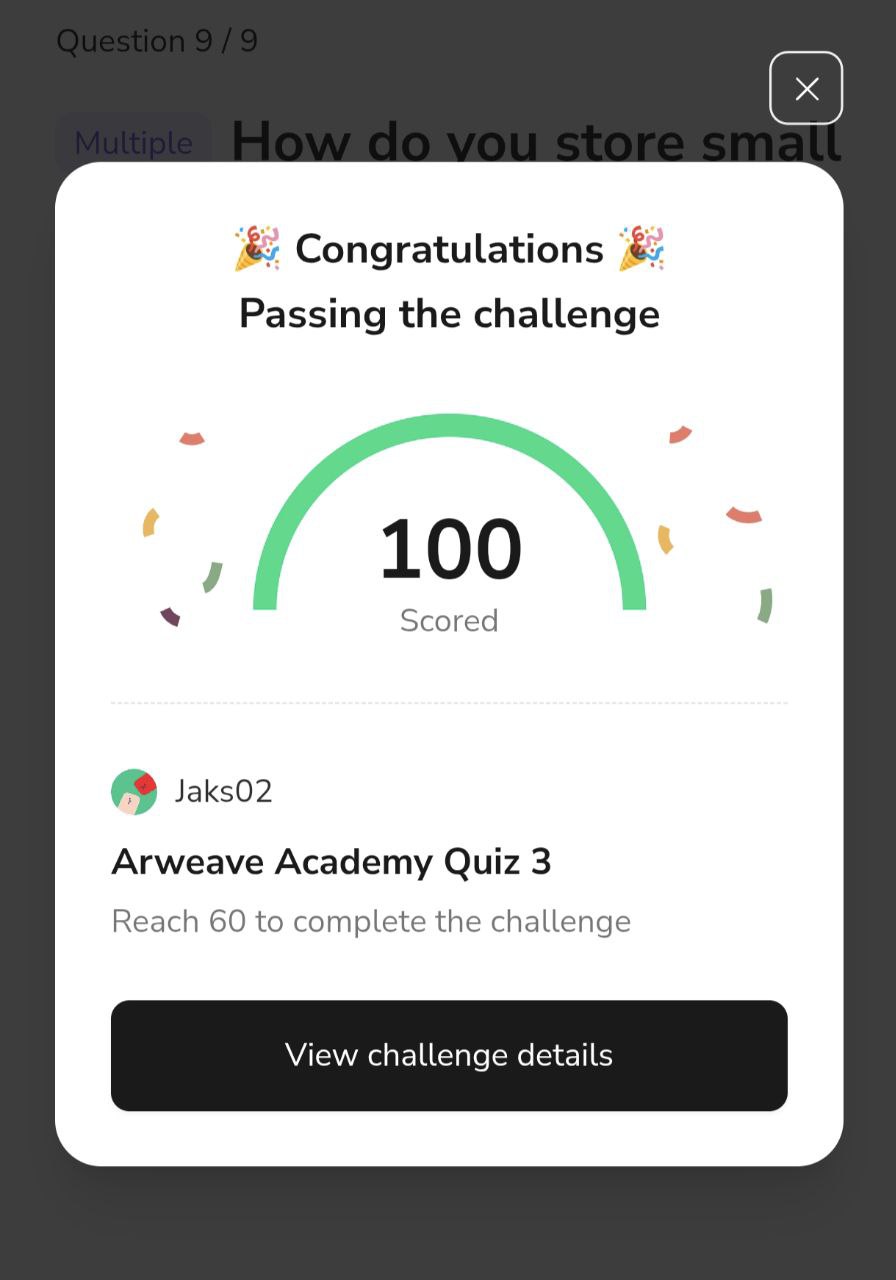 Question 9 / 9
Multiple How do you store small
🎉 Congratulations 🎉
Passing the challenge
100
Scored
Jaks02
Arweave Academy Quiz 3
Reach 60 to complete the challenge
View challenge details